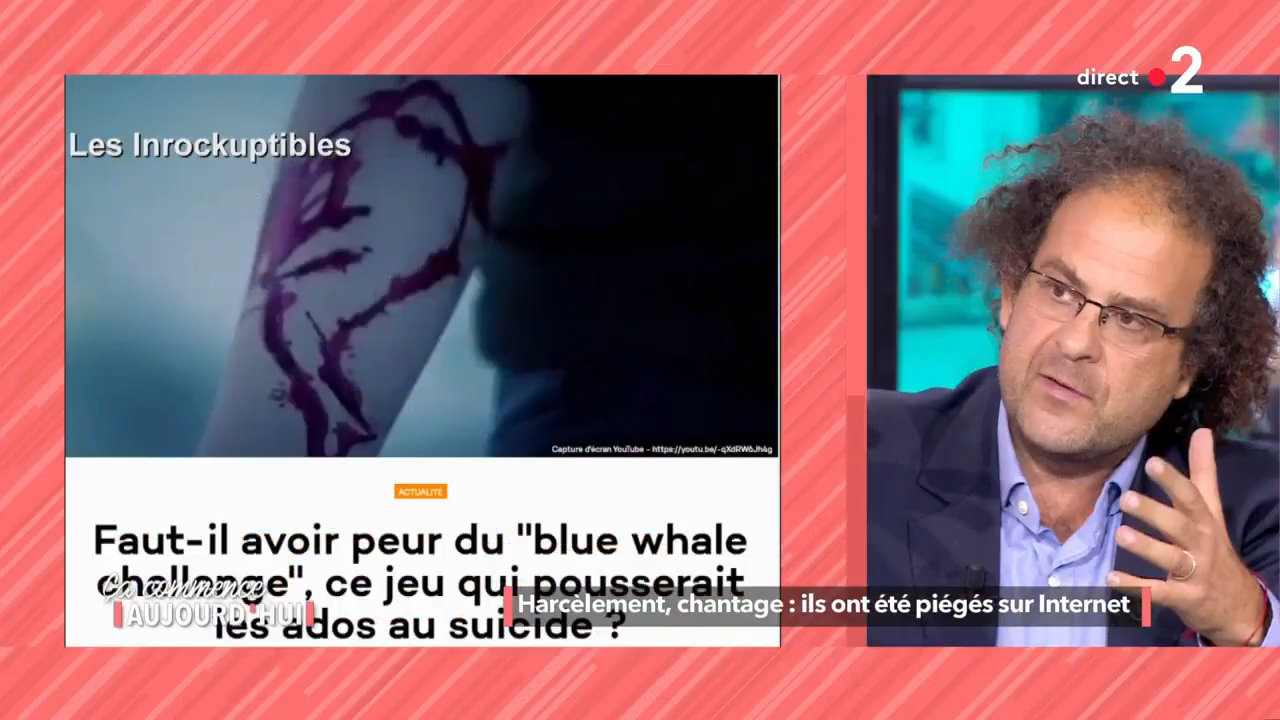 direct 2
Les Inrockuptibles
Capture d'écran YouTube - https://youtu.be/-qXdRW6Jh4g
ACTUALITÉ
Faut-il avoir peur du "blue whale
challenge", ce jeu qui pousserait
les ados au suicide ?
Ça commence
AUJOURD'HUI
Harcèlement, chantage : ils ont été piégés sur Internet